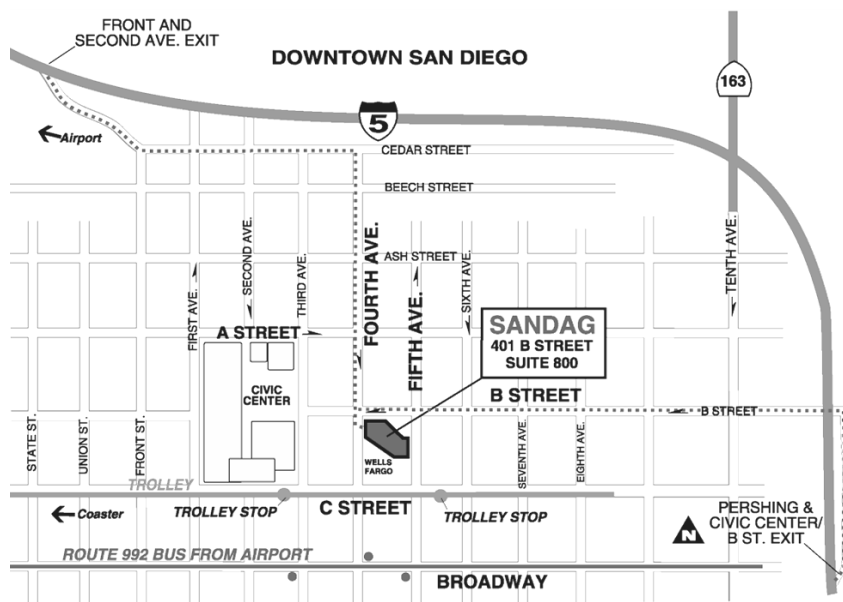 FRONT AND
SECOND AVE. EXIT
DOWNTOWN SAN DIEGO
163
5
Airport
CEDAR STREET
BEECH STREET
ASH STREET
FIRST AVE.
SECOND AVE.
THIRD AVE.
FOURTH AVE.
FIFTH AVE.
SIXTH AVE.
TENTH AVE.
A STREET
SANDAG
401 B STREET
SUITE 800
CIVIC
CENTER
B STREET
B STREET
STATE ST.
UNION ST.
FRONT ST.
SEVENTH AVE.
EIGHTH AVE.
WELLS
FARGO
TROLLEY
Coaster
TROLLEY STOP
C STREET
TROLLEY STOP
N
PERSHING &
CIVIC CENTER/
B ST. EXIT
ROUTE 992 BUS FROM AIRPORT
BROADWAY